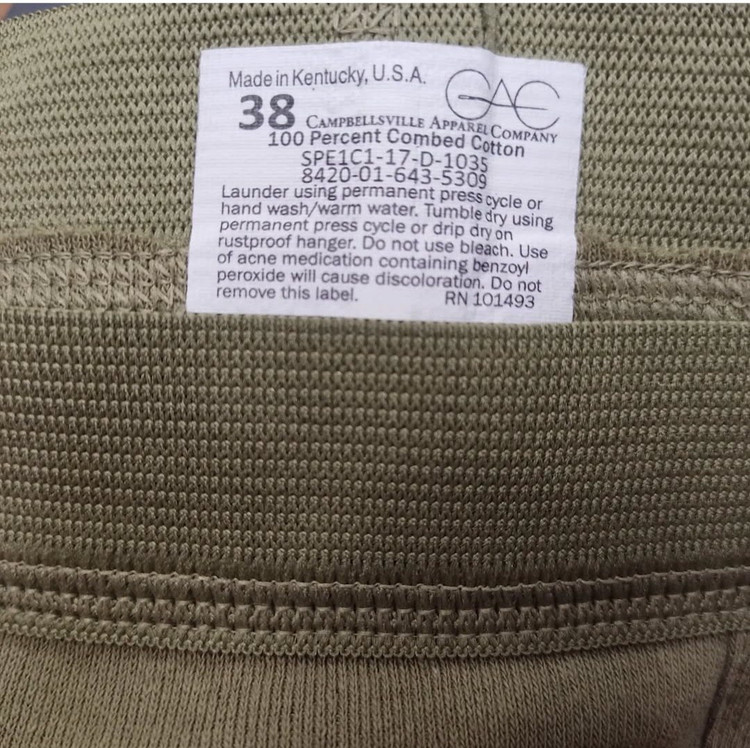 Made in Kentucky, U.S.A.
CAC
38 CAMPBELLSVILLE APPAREL COMPANY
100 Percent Combed Cotton
SPE1C1-17-D-1035
8420-01-643-5309
Launder using permanent press cycle or
hand wash/warm water. Tumble dry using
permanent press cycle or drip dry on
rustproof hanger. Do not use bleach. Use
of acne medication containing benzoyl
peroxide will cause discoloration. Do not
remove this label. RN 101493